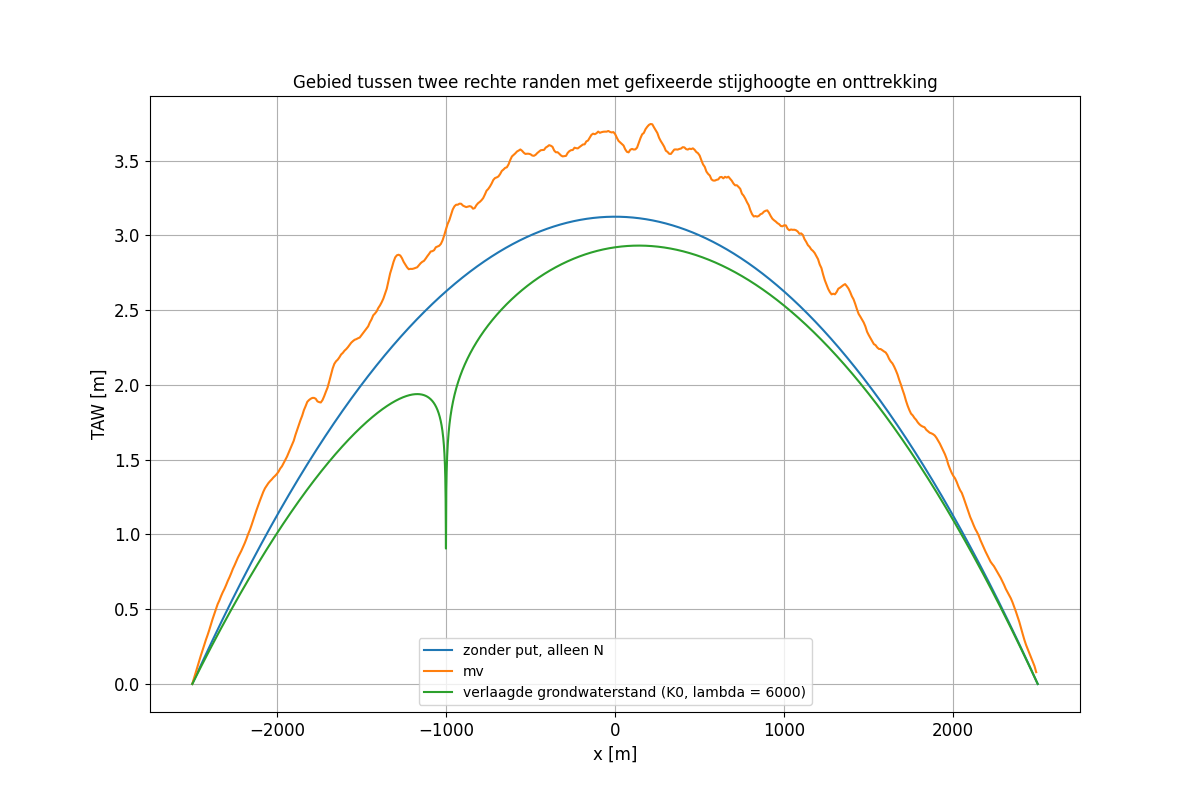 Gebied tussen twee rechte randen met gefixeerde stijghoogte en onttrekking
TAW [m]
3.5
3.0
2.5
2.0
1.5
1.0
0.5
0.0
zonder put, alleen N
mv
verlaagde grondwaterstand (K0, lambda = 6000)
−2000 −1000 0 1000 2000
x [m]